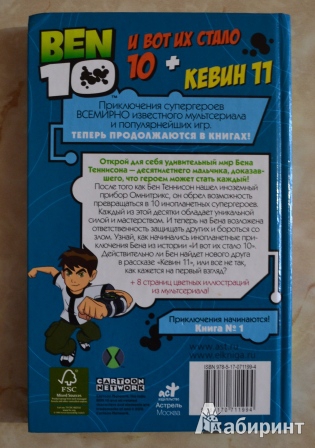 BEN 10
И ВОТ ИХ СТАЛО
10 + КЕВИН 11
Приключения супергероев
ВСЕМИРНО известного мультсериала
и популярнейших игр.
ТЕПЕРЬ ПРОДОЛЖАЮТСЯ В КНИГАХ!
Открой для себя удивительный мир Бена
Теннисона — десятилетнего мальчика, доказав-
шего, что героем может стать каждый!
После того как Бен Теннисон нашел инопланетный
прибор Омнитрикс, он обрел возможность
превращаться в 10 инопланетных супергероев.
Каждый из этой десятки обладает уникальной
силой и мастерством. И теперь на Бена возложена
ответственность защищать других и бороться со
злом. Узнай, как начинались инопланетные при-
ключения Бена из истории «И вот их стало 10».
Действительно ли Бен найдет нового друга
в рассказе «Кевин 11», или все не так,
как кажется на первый взгляд?
+ 8 страниц цветных иллюстраций
из мультсериала!
Приключения начинаются!
Книга № 1
www.ast.ru
FSC
CARTOON NETWORK
аст
издательство
Астрель
Москва
Лабиринт